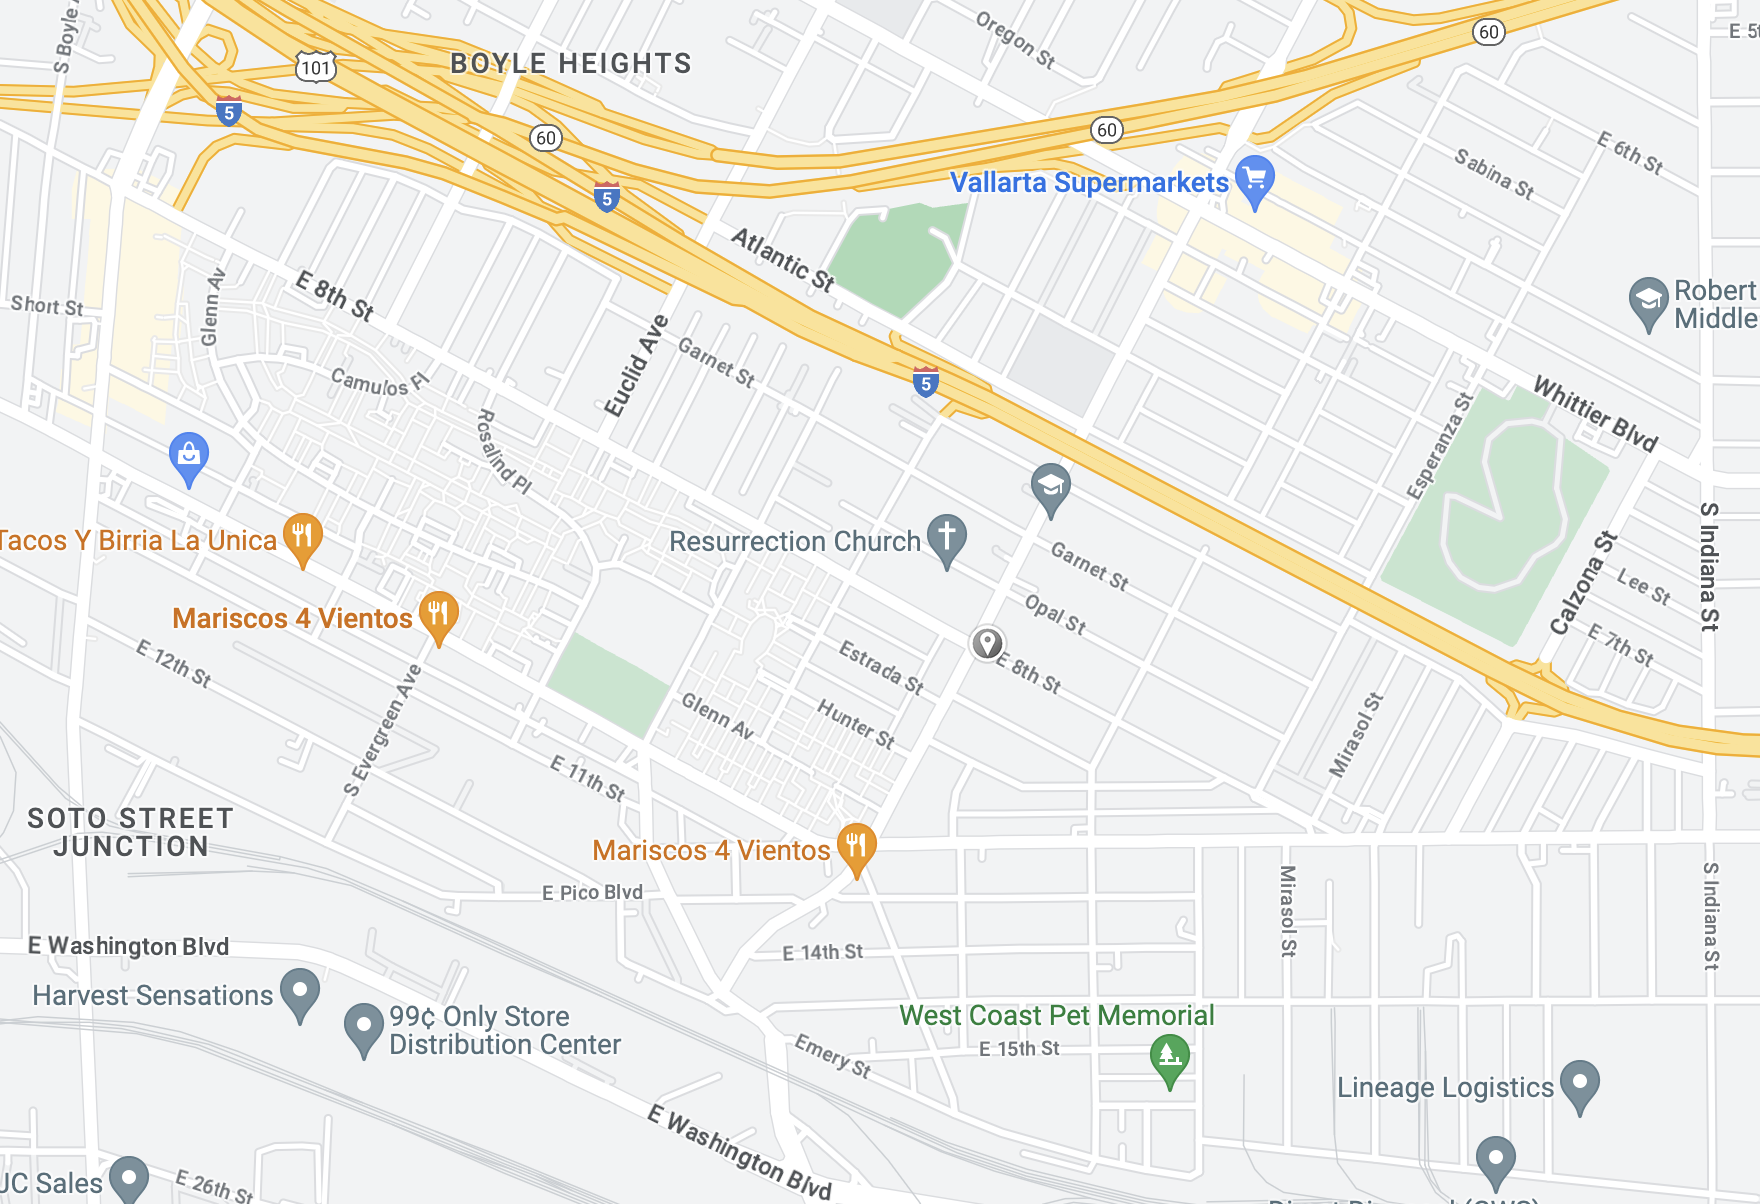 Oregon St
60
E 5t
S Boyle
BOYLE HEIGHTS
101
5
60
60
E 6th St
Sabina St
Vallarta Supermarkets
5
Atlantic St
Glenn Av
E 8th St
Short St
Robert
Middle
Euclid Ave
Garnet St
Camulos Pl
5
Whittier Blvd
Esperanza St
Rosalind Pl
Tacos Y Birria La Unica
Resurrection Church
S Indiana St
Garnet St
Calzona St
Lee St
Opal St
Mariscos 4 Vientos
E 7th St
E 12th St
Estrada St
E 8th St
S Evergreen Ave
Glenn Av
Hunter St
Mirasol St
E 11th St
SOTO STREET
JUNCTION
Mariscos 4 Vientos
E Pico Blvd
Mirasol St
S Indiana St
E Washington Blvd
E 14th St
Harvest Sensations
99¢ Only Store
Distribution Center
West Coast Pet Memorial
E 15th St
Emery St
Lineage Logistics
E Washington Blvd
JC Sales
E 26th St